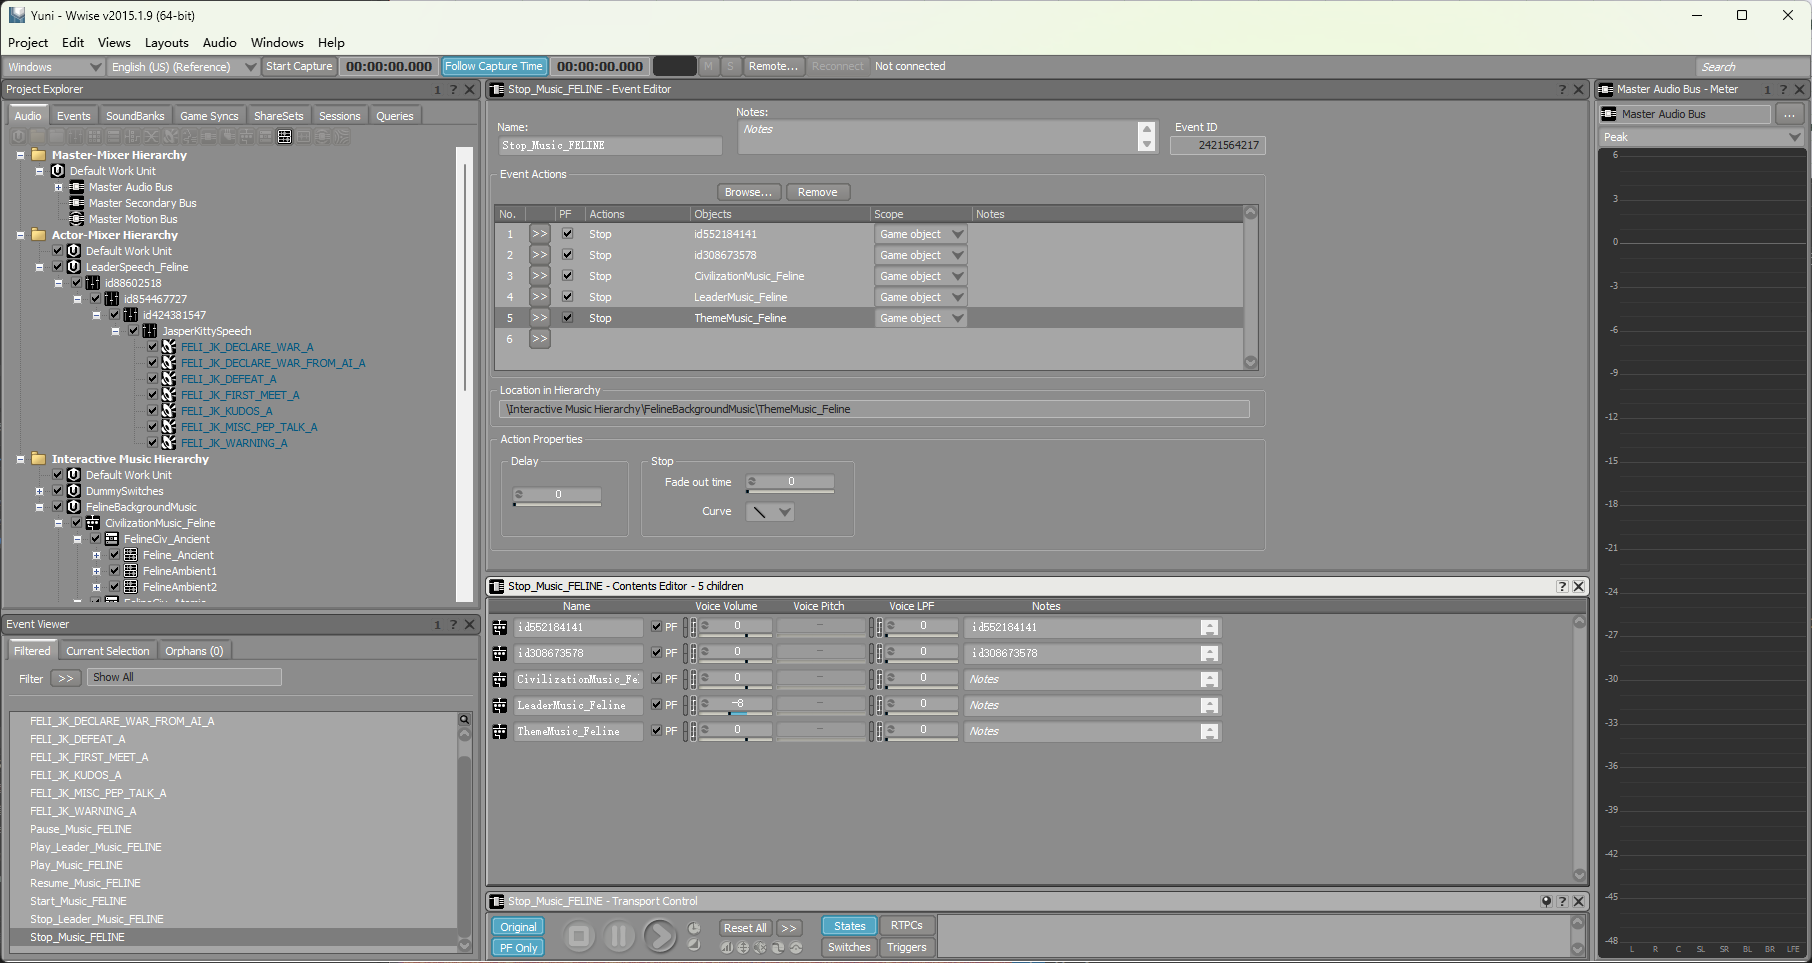 Yuni - Wwise v2015.1.9 (64-bit)
Project Edit Views Layouts Audio Windows Help
Windows English (US) (Reference) Start Capture 00:00:00.000 Follow Capture Time 00:00:00.000 M S Remote... Reconnect Not connected Search
Project Explorer 1 ?
Audio Events SoundBanks Game Syncs ShareSets Sessions Queries
Master-Mixer Hierarchy
Default Work Unit
Master Audio Bus
Master Secondary Bus
Master Motion Bus
Actor-Mixer Hierarchy
Default Work Unit
LeaderSpeech_Feline
id88602518
id854467727
id424381547
JasperKittySpeech
FELI_JK_DECLARE_WAR_A
FELI_JK_DECLARE_WAR_FROM_AI_A
FELI_JK_DEFEAT_A
FELI_JK_FIRST_MEET_A
FELI_JK_KUDOS_A
FELI_JK_MISC_PEP_TALK_A
FELI_JK_WARNING_A
Interactive Music Hierarchy
Default Work Unit
DummySwitches
FelineBackgroundMusic
CivilizationMusic_Feline
FelineCiv_Ancient
Feline_Ancient
FelineAmbient1
FelineAmbient2
Event Viewer 1 ?
Filtered Current Selection Orphans (0)
Filter >> Show All
FELI_JK_DECLARE_WAR_FROM_AI_A
FELI_JK_DEFEAT_A
FELI_JK_FIRST_MEET_A
FELI_JK_KUDOS_A
FELI_JK_MISC_PEP_TALK_A
FELI_JK_WARNING_A
Pause_Music_FELINE
Play_Leader_Music_FELINE
Play_Music_FELINE
Resume_Music_FELINE
Start_Music_FELINE
Stop_Leader_Music_FELINE
Stop_Music_FELINE
Stop_Music_FELINE - Event Editor ?
Name:
Stop_Music_FELINE
Notes:
Notes
Event ID
2421564217
Event Actions
Browse... Remove
No. PF Actions Objects Scope Notes
1 >> Stop id552184141 Game object
2 >> Stop id308673578 Game object
3 >> Stop CivilizationMusic_Feline Game object
4 >> Stop LeaderMusic_Feline Game object
5 >> Stop ThemeMusic_Feline Game object
6 >>
Location in Hierarchy
\Interactive Music Hierarchy\FelineBackgroundMusic\ThemeMusic_Feline
Action Properties
Delay
0
Stop
Fade out time 0
Curve
Stop_Music_FELINE - Contents Editor - 5 children ?
Name Voice Volume Voice Pitch Voice LPF Notes
id552184141 PF 0 - 0 id552184141
id308673578 PF 0 - 0 id308673578
CivilizationMusic_Fe PF 0 - 0 Notes
LeaderMusic_Feline PF -6 - 0 Notes
ThemeMusic_Feline PF 0 - 0 Notes
Stop_Music_FELINE - Transport Control ?
Original Reset All >> States RTPCs
PF Only Switches Triggers
Master Audio Bus - Meter 1 ?
Master Audio Bus ...
Peak
6
3
0
-3
-6
-9
-12
-15
-18
-21
-24
-27
-30
-33
-36
-39
-42
-45
-48
L R C SL SR BL BR LFE